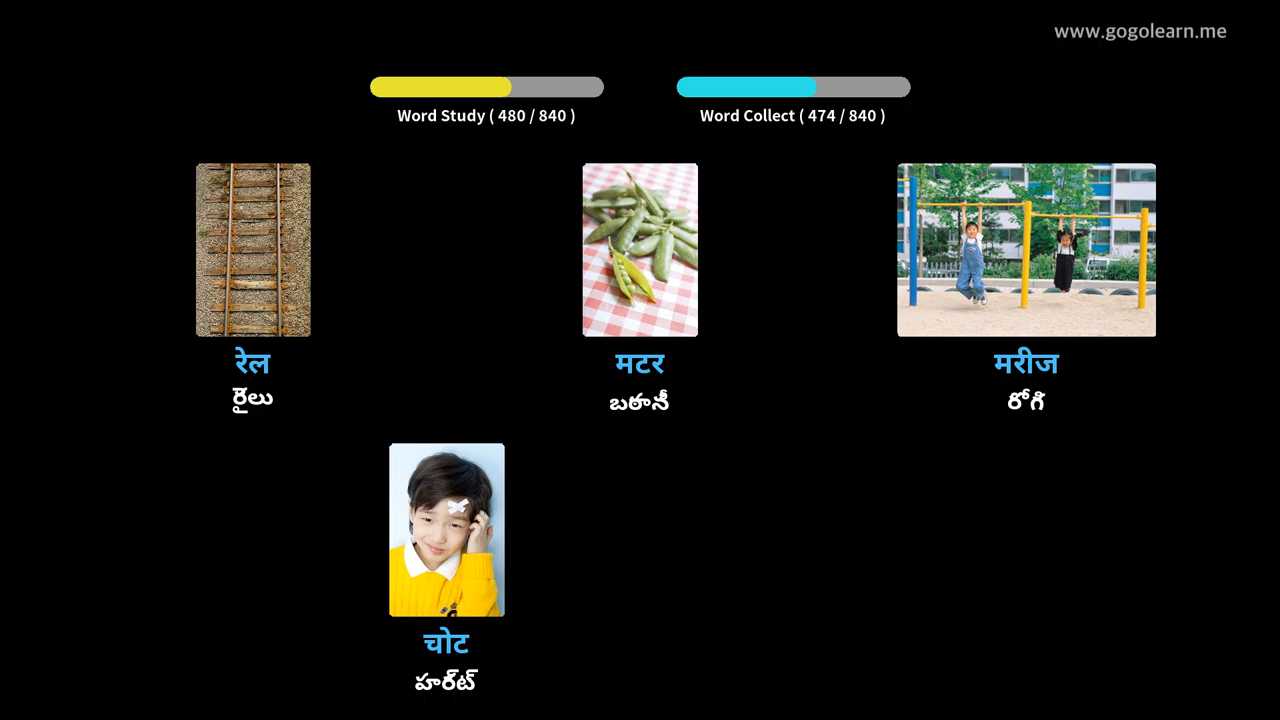 www.gogolearn.me
Word Study ( 480 / 840 )
Word Collect ( 474 / 840 )
रेल
రైలు
मटर
బఠానీ
मरीज
రోగి
चोट
హర్ట్